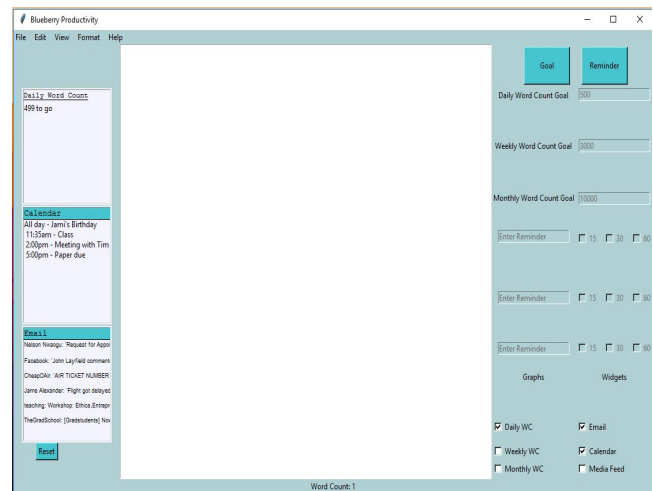 Blueberry Productivity
File Edit View Format Help
Goal Reminder
Daily Word Count
499 to go
Daily Word Count Goal 500
Weekly Word Count Goal 3000
Monthly Word Count Goal 10000
Calendar
All day - Jami's Birthday
11:35am - Class
2:00pm - Meeting with Tim
5:00pm - Paper due
Enter Reminder 15 30 60
Enter Reminder 15 30 60
Enter Reminder 15 30 60
Email
Nelson Nwaogu: 'Request for Appoi
Facebook: 'John Layfield comment
CheapOAir: 'AIR TICKET NUMBER
Jame Alexander: 'Flight got delayed
teaching: Workshop: Ethics,Entrepr
TheGradSchool: [Gradstudents] Nov
Graphs Widgets
Daily WC Email
Weekly WC Calendar
Monthly WC Media Feed
Reset
Word Count: 1